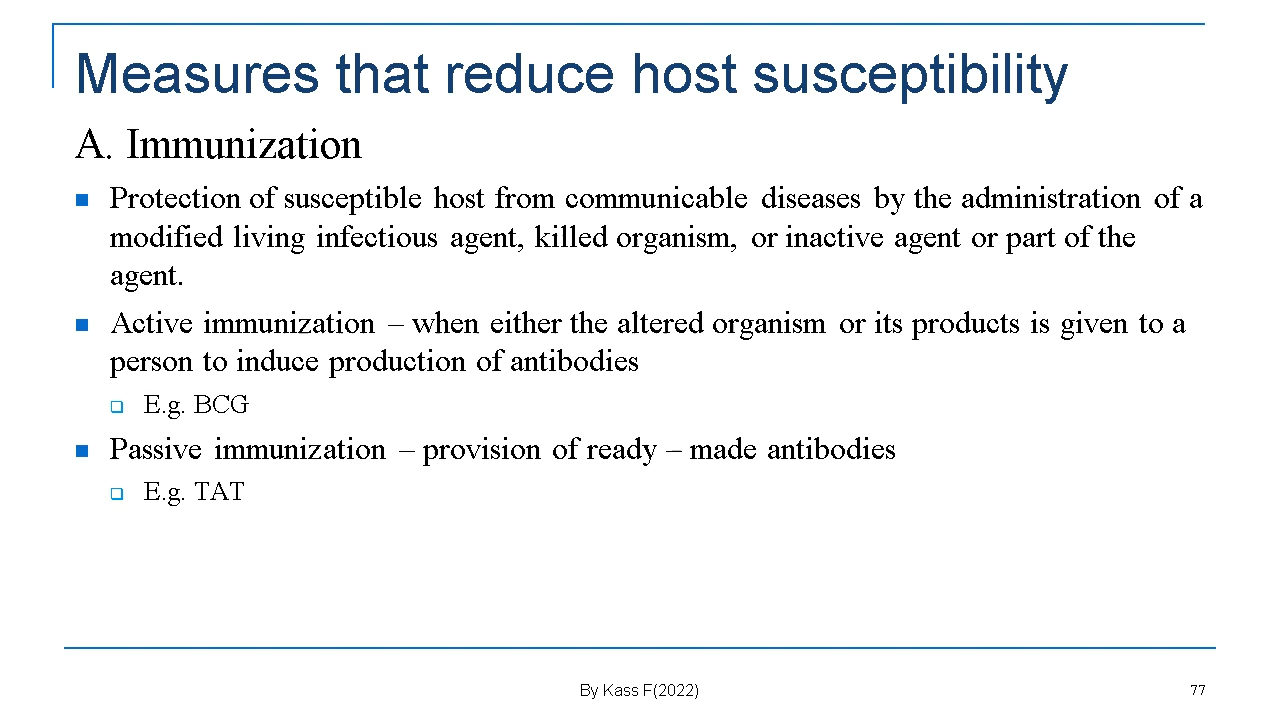 Measures that reduce host susceptibility
A. Immunization
Protection of susceptible host from communicable diseases by the administration of a
modified living infectious agent, killed organism, or inactive agent or part of the
agent.
Active immunization – when either the altered organism or its products is given to a
person to induce production of antibodies
E.g. BCG
Passive immunization – provision of ready – made antibodies
E.g. TAT
By Kass F(2022)
77